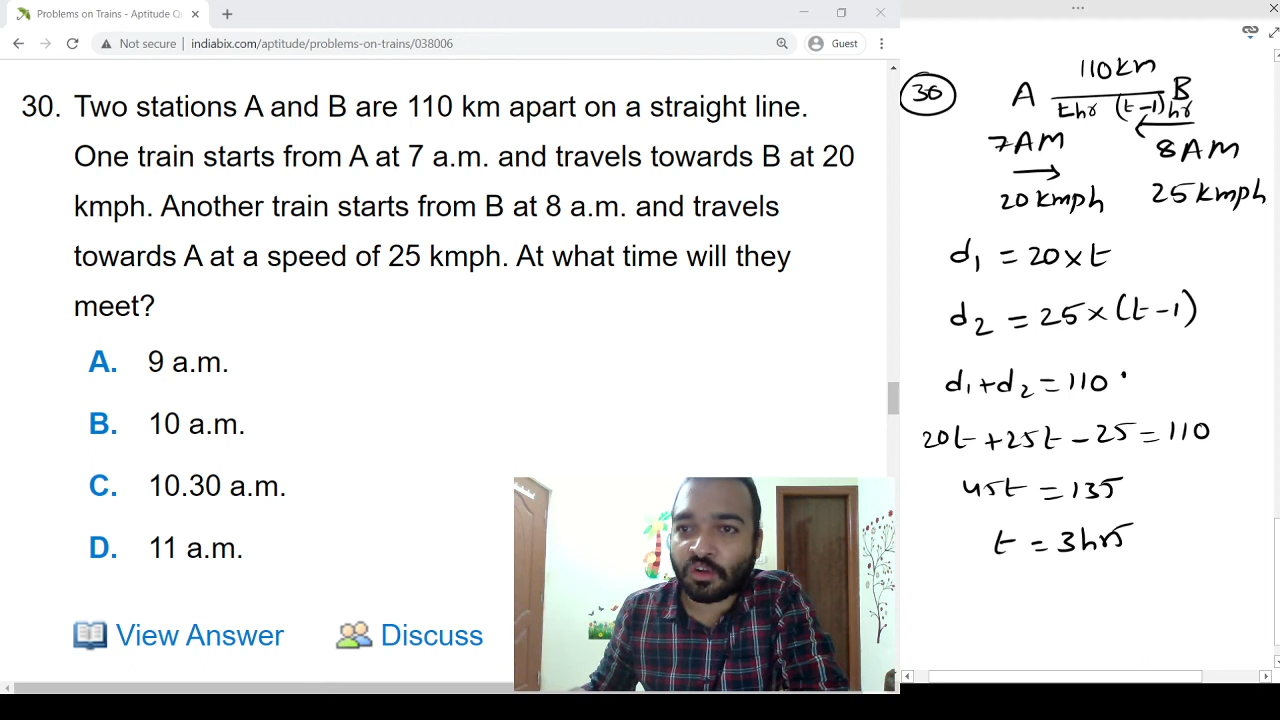 Problems on Trains - Aptitude Q
Not secure | indiabix.com/aptitude/problems-on-trains/038006
Guest
30. Two stations A and B are 110 km apart on a straight line.
One train starts from A at 7 a.m. and travels towards B at 20
kmph. Another train starts from B at 8 a.m. and travels
towards A at a speed of 25 kmph. At what time will they
meet?
A. 9 a.m.
B. 10 a.m.
C. 10.30 a.m.
D. 11 a.m.
View Answer Discuss
30
110km
A B
thr (t-1)hr
7AM 8AM
20kmph 25kmph
d1 = 20×t
d2 = 25×(t-1)
d1+d2 = 110
20t + 25t - 25 = 110
45t = 135
t = 3hrs